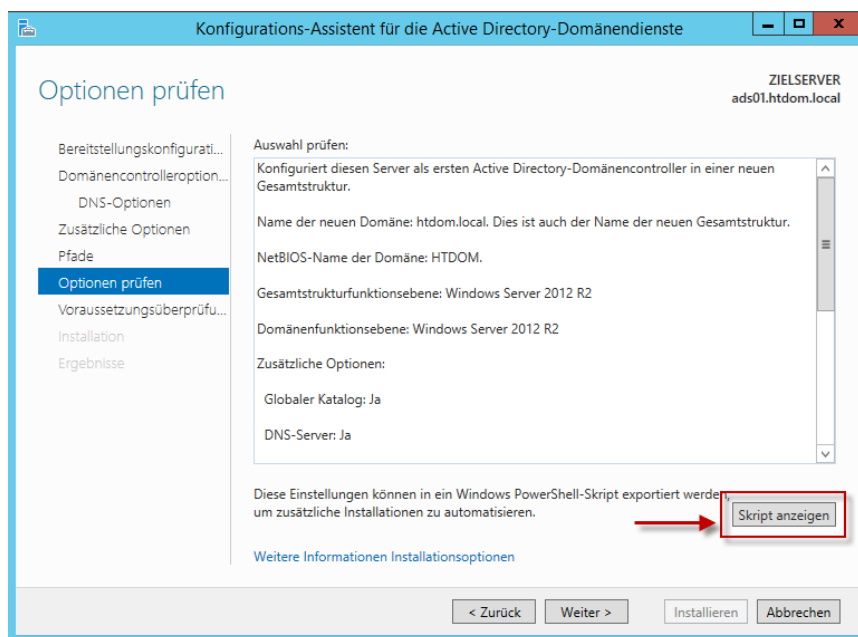 Konfigurations-Assistent für die Active Directory-Domänendienste
Optionen prüfen
ZIELSERVER
ads01.htdom.local
Bereitstellungskonfigurati...
Domänencontrolleroption...
DNS-Optionen
Zusätzliche Optionen
Pfade
Optionen prüfen
Voraussetzungsüberprüfu...
Installation
Ergebnisse
Auswahl prüfen:
Konfiguriert diesen Server als ersten Active Directory-Domänencontroller in einer neuen
Gesamtstruktur.
Name der neuen Domäne: htdom.local. Dies ist auch der Name der neuen Gesamtstruktur.
NetBIOS-Name der Domäne: HTDOM.
Gesamtstrukturfunktionsebene: Windows Server 2012 R2
Domänenfunktionsebene: Windows Server 2012 R2
Zusätzliche Optionen:
Globaler Katalog: Ja
DNS-Server: Ja
Diese Einstellungen können in ein Windows PowerShell-Skript exportiert werden,
um zusätzliche Installationen zu automatisieren.
Skript anzeigen
Weitere Informationen Installationsoptionen
< Zurück
Weiter >
Installieren
Abbrechen